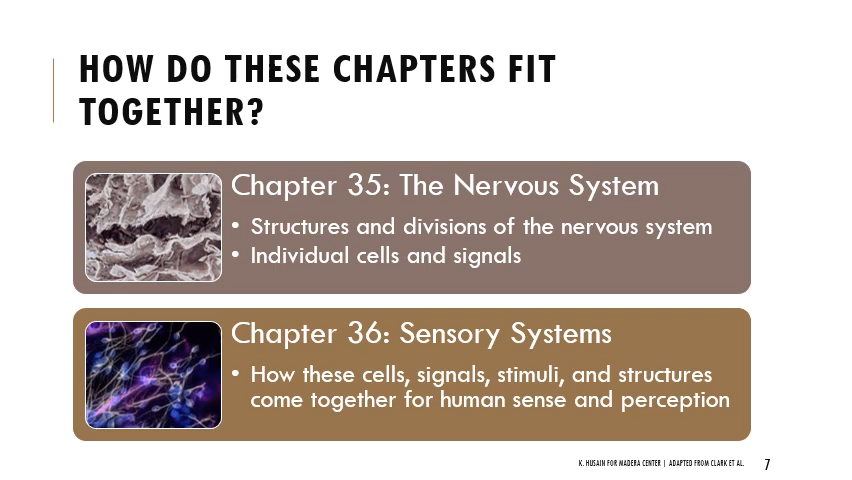 HOW DO THESE CHAPTERS FIT
TOGETHER?
Chapter 35: The Nervous System
• Structures and divisions of the nervous system
• Individual cells and signals
Chapter 36: Sensory Systems
• How these cells, signals, stimuli, and structures
come together for human sense and perception
K. HUSAIN FOR MADERA CENTER | ADAPTED FROM CLARK ET AL.
7